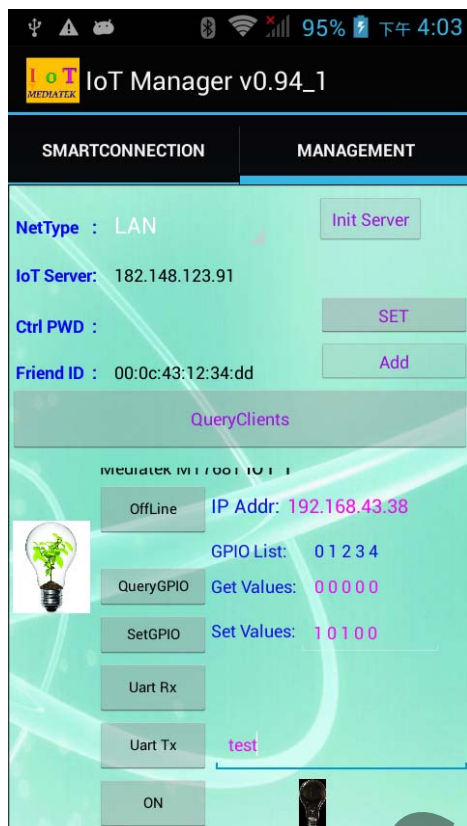 95% 下午 4:03
IoT
MEDIATEK
IoT Manager v0.94_1
SMARTCONNECTION MANAGEMENT
NetType : LAN Init Server
IoT Server: 182.148.123.91
Ctrl PWD : SET
Friend ID : 00:0c:43:12:34:dd Add
QueryClients
OffLine IP Addr: 192.168.43.38
GPIO List: 0 1 2 3 4
QueryGPIO Get Values: 0 0 0 0 0
SetGPIO Set Values: 1 0 1 0 0
Uart Rx
Uart Tx test
ON